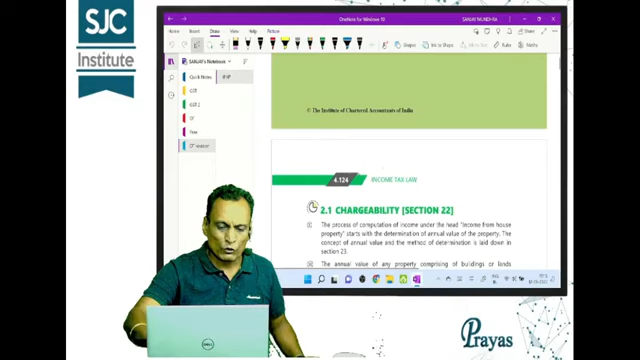 SJC
Institute
OneNote for Windows 10
SANJAY MUNDHRA
Home Insert Draw View Help Picture
Shapes Ink to Shape Ruler Maths
SANJAY's Notebook
Quick Notes
GST
GST 2
Free
© The Institute of Chartered Accountants of India
4.124 INCOME TAX LAW
2.1 CHARGEABILITY [SECTION 22]
The process of computation of income under the head "Income from house
property" starts with the determination of annual value of the property. The
concept of annual value and the method of determination is laid down in
section 23.
The annual value of any property comprising of buildings or lands
DELL
Prayas